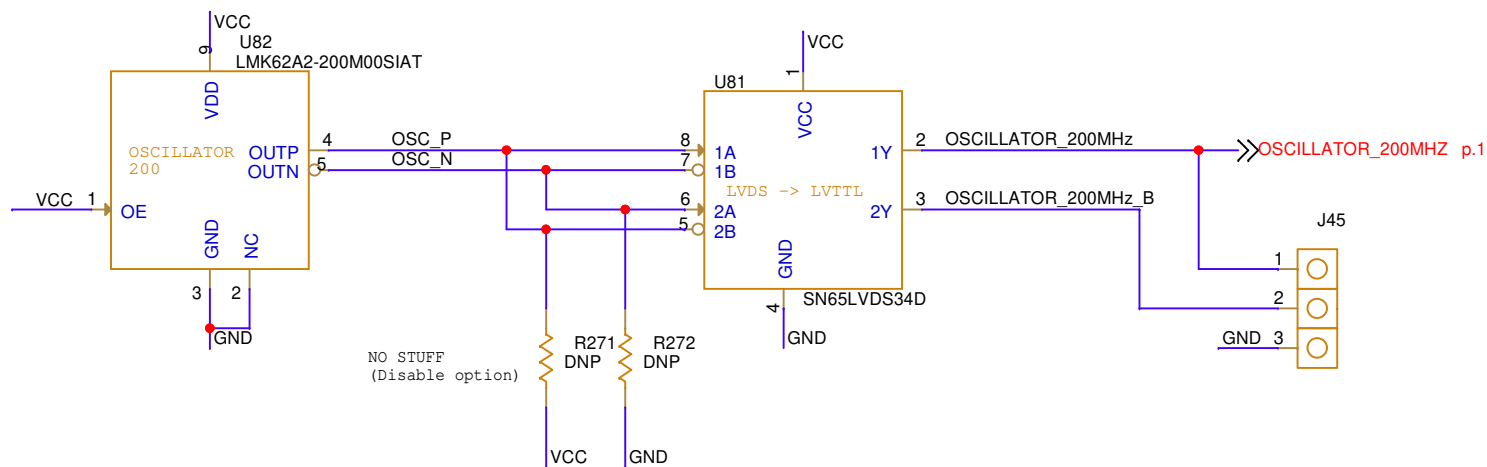 VCC
U82
LMK62A2-200M00SIAT
9
VDD
OSCILLATOR
200
OUTP
OUTN
4
5
OSC_P
OSC_N
VCC
1
OE
GND
NC
3
2
GND
VCC
1
U81
VCC
8
7
1A
1B
LVDS -> LVTTL
6
5
2A
2B
1Y
2Y
2
3
OSCILLATOR_200MHz
OSCILLATOR_200MHz_B
OSCILLATOR_200MHZ p.1
GND
SN65LVDS34D
4
GND
J45
1
2
GND 3
NO STUFF
(Disable option)
R271
DNP
R272
DNP
VCC
GND